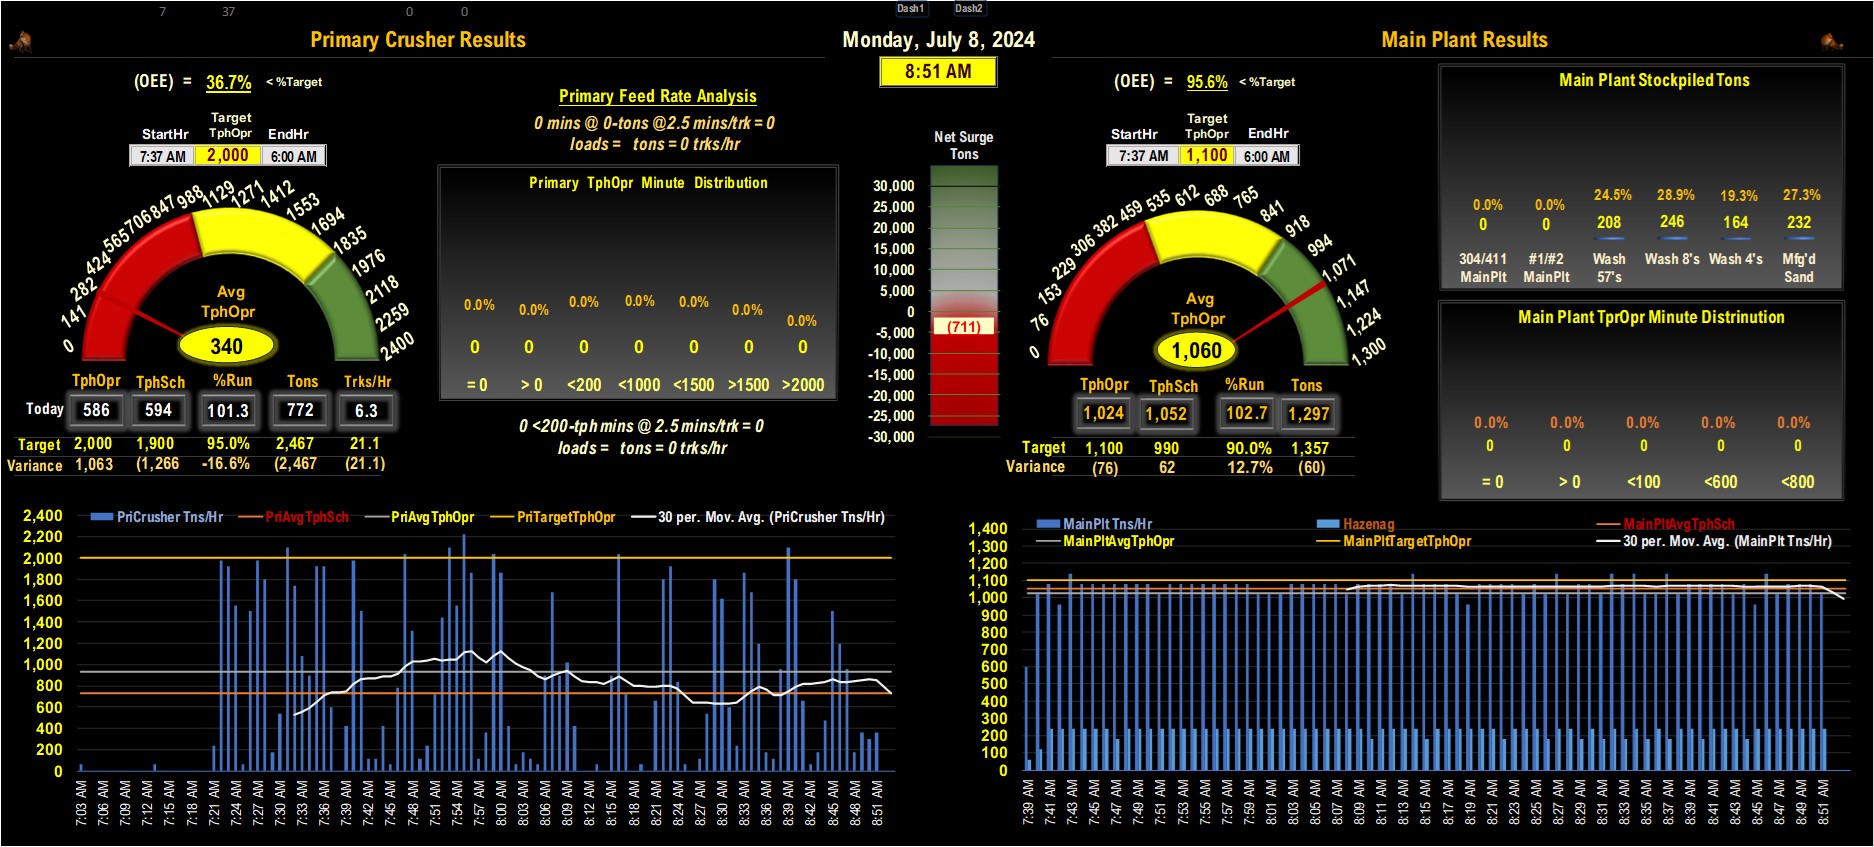 7 37 0 0 Dash1 Dash2
Primary Crusher Results
Monday, July 8, 2024
Main Plant Results
8:51 AM
(OEE) = 36.7% < %Target
Target
StartHr TphOpr EndHr
7:37 AM 2,000 6:00 AM
0 141 282 424 565 706 847 988 1129 1271 1412 1553 1694 1835 1976 2118 2259 2400
Avg
TphOpr
340
TphOpr TphSch %Run Tons Trks/Hr
Today 586 594 101.3 772 6.3
Target 2,000 1,900 95.0% 2,467 21.1
Variance 1,063 (1,266 -16.6% (2,467 (21.1)
Primary Feed Rate Analysis
0 mins @ 0-tons @2.5 mins/trk = 0
loads = tons = 0 trks/hr
Primary TphOpr Minute Distribution
0.0% 0.0% 0.0% 0.0% 0.0% 0.0% 0.0%
0 0 0 0 0 0 0
= 0 > 0 <200 <1000 <1500 >1500 >2000
0 <200-tph mins @ 2.5 mins/trk = 0
loads = tons = 0 trks/hr
Net Surge
Tons
30,000
25,000
20,000
15,000
10,000
5,000
0
(711)
-5,000
-10,000
-15,000
-20,000
-25,000
-30,000
(OEE) = 95.6% < %Target
Target
StartHr TphOpr EndHr
7:37 AM 1,100 6:00 AM
0 76 153 229 306 382 459 535 612 688 765 841 918 994 1,071 1,147 1,224 1,300
Avg
TphOpr
1,060
TphOpr TphSch %Run Tons
1,024 1,052 102.7 1,297
Target 1,100 990 90.0% 1,357
Variance (76) 62 12.7% (60)
Main Plant Stockpiled Tons
0.0% 0.0% 24.5% 28.9% 19.3% 27.3%
0 0 208 246 164 232
304/411 #1/#2 Wash Wash 8's Wash 4's Mfg'd
MainPlt MainPlt 57's Sand
Main Plant TprOpr Minute Distrinution
0.0% 0.0% 0.0% 0.0% 0.0%
0 0 0 0 0
= 0 > 0 <100 <600 <800
PriCrusher Tns/Hr PriAvgTphSch PriAvgTphOpr PriTargetTphOpr 30 per. Mov. Avg. (PriCrusher Tns/Hr)
2,400
2,200
2,000
1,800
1,600
1,400
1,200
1,000
800
600
400
200
0
7:03 AM 7:06 AM 7:09 AM 7:12 AM 7:15 AM 7:18 AM 7:21 AM 7:24 AM 7:27 AM 7:30 AM 7:33 AM 7:36 AM 7:39 AM 7:42 AM 7:45 AM 7:48 AM 7:51 AM 7:54 AM 7:57 AM 8:00 AM 8:03 AM 8:06 AM 8:09 AM 8:12 AM 8:15 AM 8:18 AM 8:21 AM 8:24 AM 8:27 AM 8:30 AM 8:33 AM 8:36 AM 8:39 AM 8:42 AM 8:45 AM 8:48 AM 8:51 AM
MainPlt Tns/Hr Hazenag MainPltAvgTphSch
MainPltAvgTphOpr MainPltTargetTphOpr 30 per. Mov. Avg. (MainPlt Tns/Hr)
1,400
1,300
1,200
1,100
1,000
900
800
700
600
500
400
300
200
100
0
7:39 AM 7:41 AM 7:43 AM 7:45 AM 7:47 AM 7:49 AM 7:51 AM 7:53 AM 7:55 AM 7:57 AM 7:59 AM 8:01 AM 8:03 AM 8:05 AM 8:07 AM 8:09 AM 8:11 AM 8:13 AM 8:15 AM 8:17 AM 8:19 AM 8:21 AM 8:23 AM 8:25 AM 8:27 AM 8:29 AM 8:31 AM 8:33 AM 8:35 AM 8:37 AM 8:39 AM 8:41 AM 8:43 AM 8:45 AM 8:47 AM 8:49 AM 8:51 AM